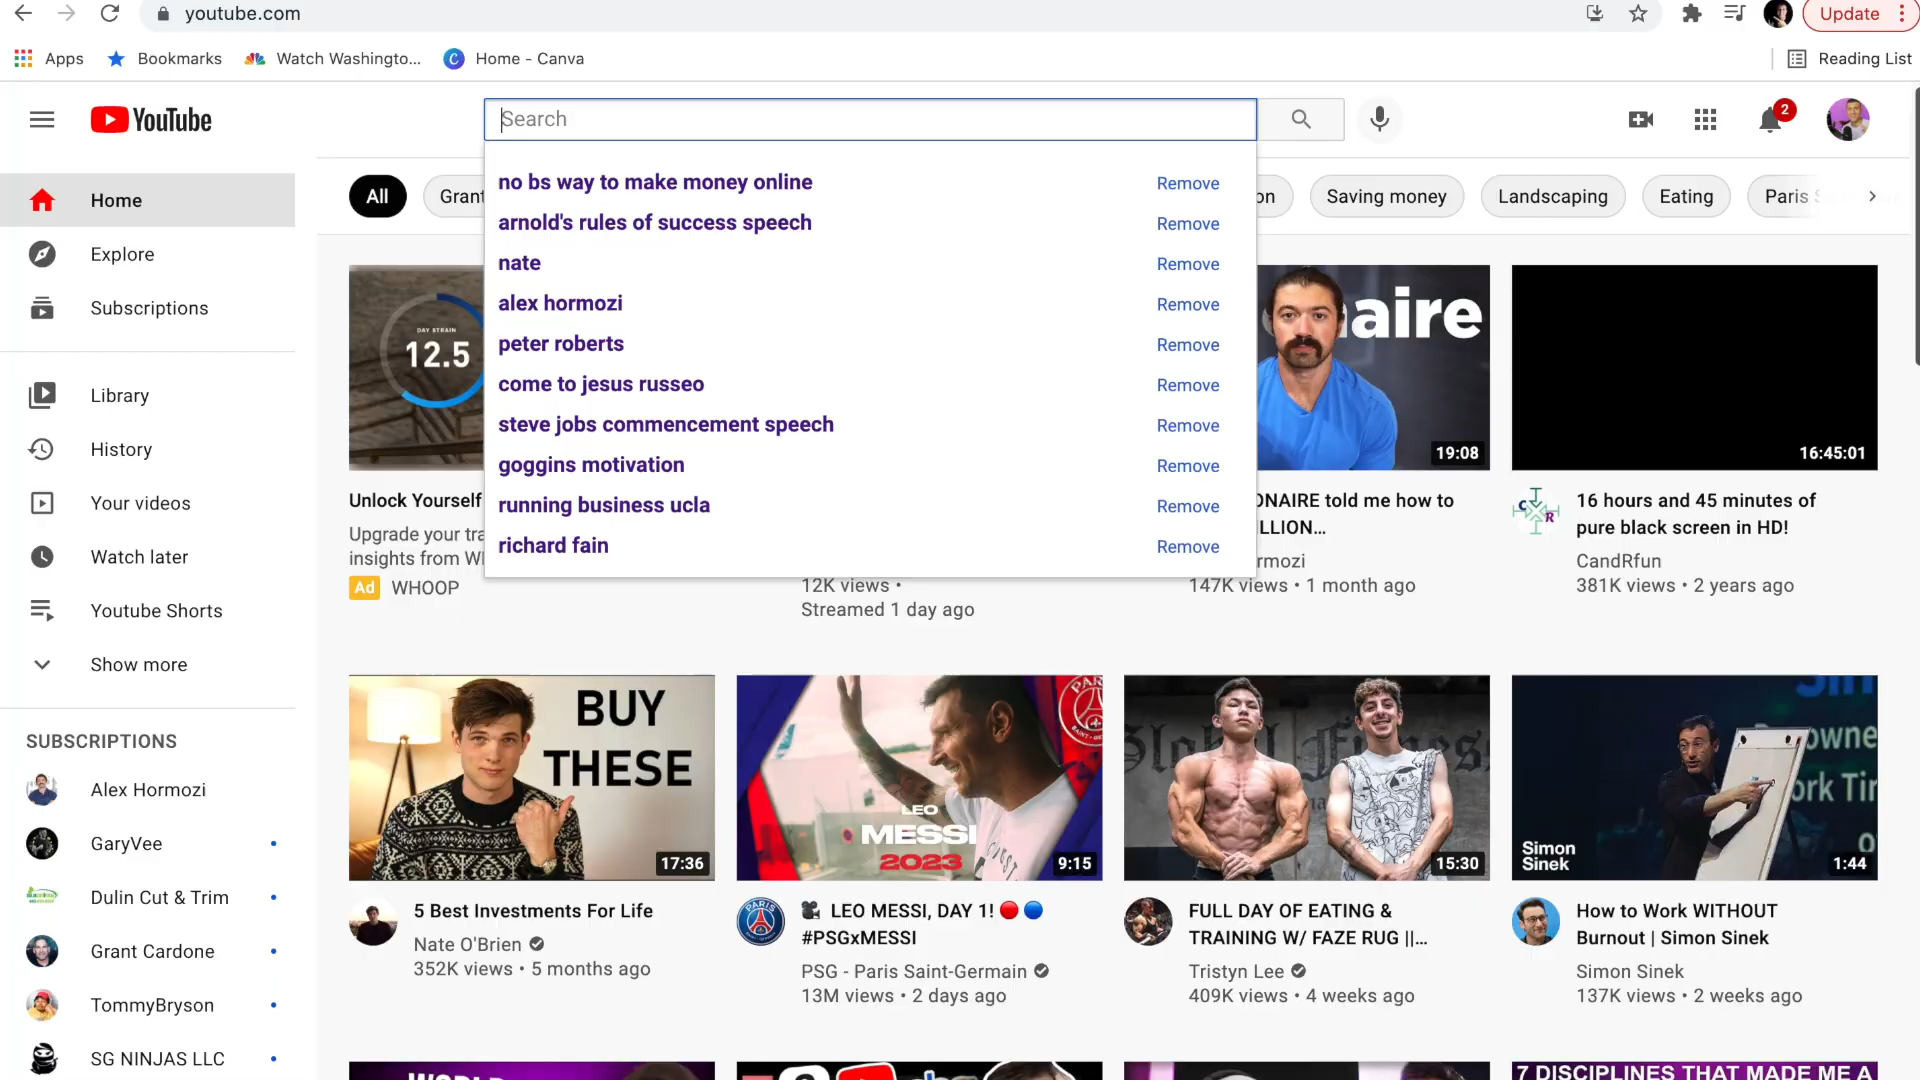 youtube.com
Update
Apps
Bookmarks
Watch Washingto...
Home - Canva
Reading List
YouTube
Search
2
no bs way to make money online
Remove
arnold's rules of success speech
Remove
nate
Remove
alex hormozi
Remove
peter roberts
Remove
come to jesus russeo
Remove
steve jobs commencement speech
Remove
goggins motivation
Remove
running business ucla
Remove
richard fain
Remove
Home
Explore
Subscriptions
Library
History
Your videos
Watch later
Youtube Shorts
Show more
SUBSCRIPTIONS
Alex Hormozi
GaryVee
Dulin Cut & Trim
Grant Cardone
TommyBryson
SG NINJAS LLC
All
Grant
on
Saving money
Landscaping
Eating
Paris
DAY STRAIN
12.5
Unlock Yourself
Upgrade your tra
insights from W
Ad WHOOP
12K views •
Streamed 1 day ago
aire
19:08
ONAIRE told me how to
ILLION...
rmozi
147K views • 1 month ago
16:45:01
C R
16 hours and 45 minutes of
pure black screen in HD!
CandRfun
381K views • 2 years ago
BUY
THESE
17:36
5 Best Investments For Life
Nate O'Brien
352K views • 5 months ago
LEO
MESSI
2023
9:15
PARIS
LEO MESSI, DAY 1! 🔴 🔵
#PSGxMESSI
PSG - Paris Saint-Germain
13M views • 2 days ago
15:30
FULL DAY OF EATING &
TRAINING W/ FAZE RUG ||...
Tristyn Lee
409K views • 4 weeks ago
owne
ork Tir
Simon
Sinek
1:44
How to Work WITHOUT
Burnout | Simon Sinek
Simon Sinek
137K views • 2 weeks ago
7 DISCIPLINES THAT MADE ME A